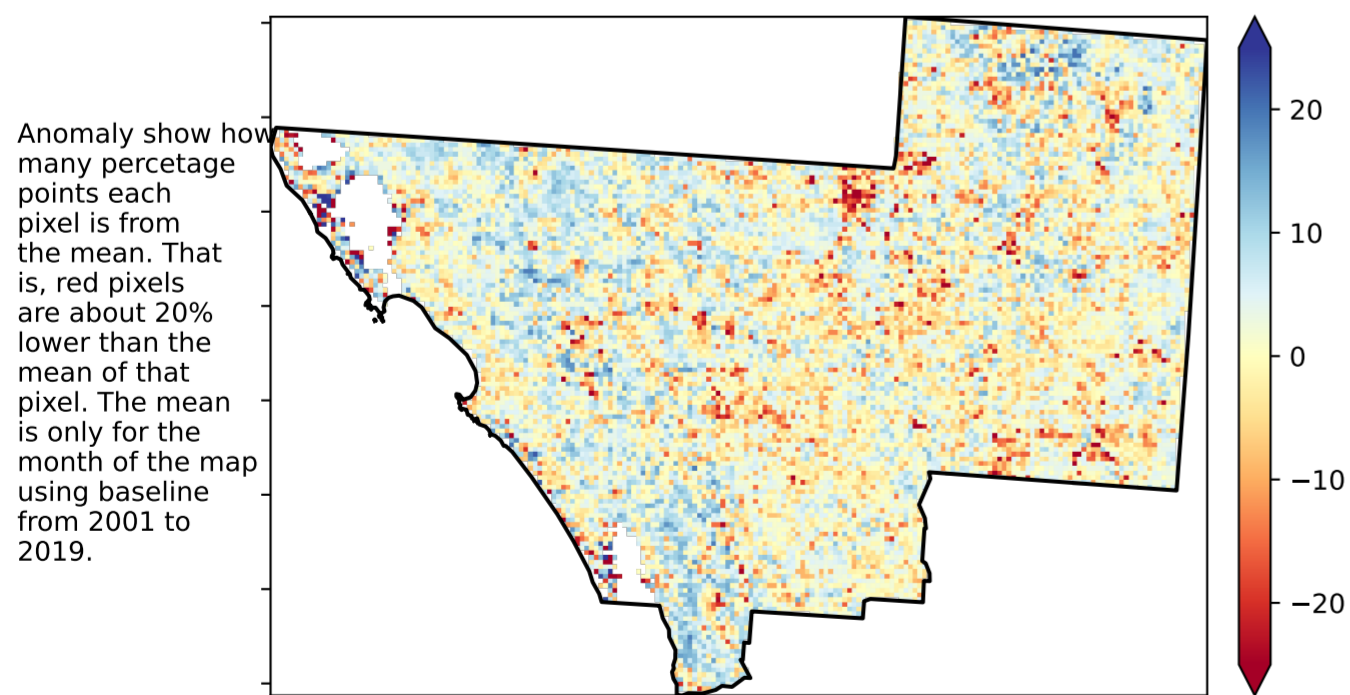 Anomaly show how
many percetage
points each
pixel is from
the mean. That
is, red pixels
are about 20%
lower than the
mean of that
pixel. The mean
is only for the
month of the map
using baseline
from 2001 to
2019.
20
10
0
−10
−20